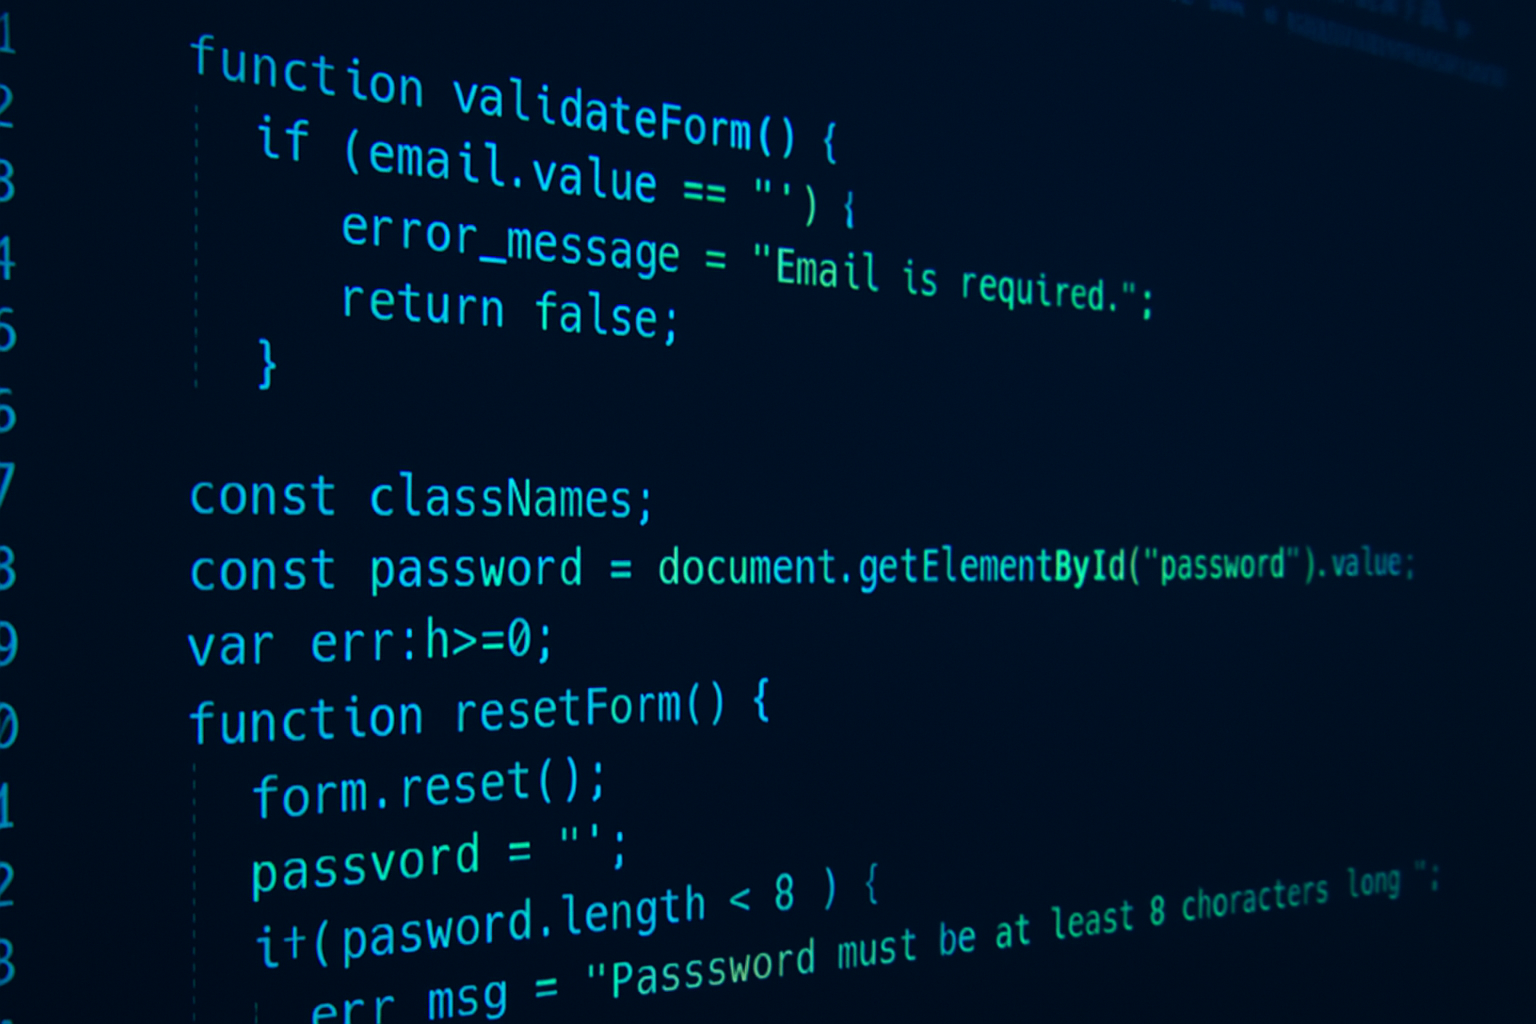 1 function validateForm() {
2 if (email.value == "') {
3 error_message = "Email is required.";
4 return false;
5 }
6
7 const classNames;
8 const password = document.getElementById("password").value;
9 var err:h>=0;
0 function resetForm() {
1 form.reset();
2 passvord = "';
3 it(pasword.length < 8 ) {
err msg = "Passsword must be at least 8 choracters long ";